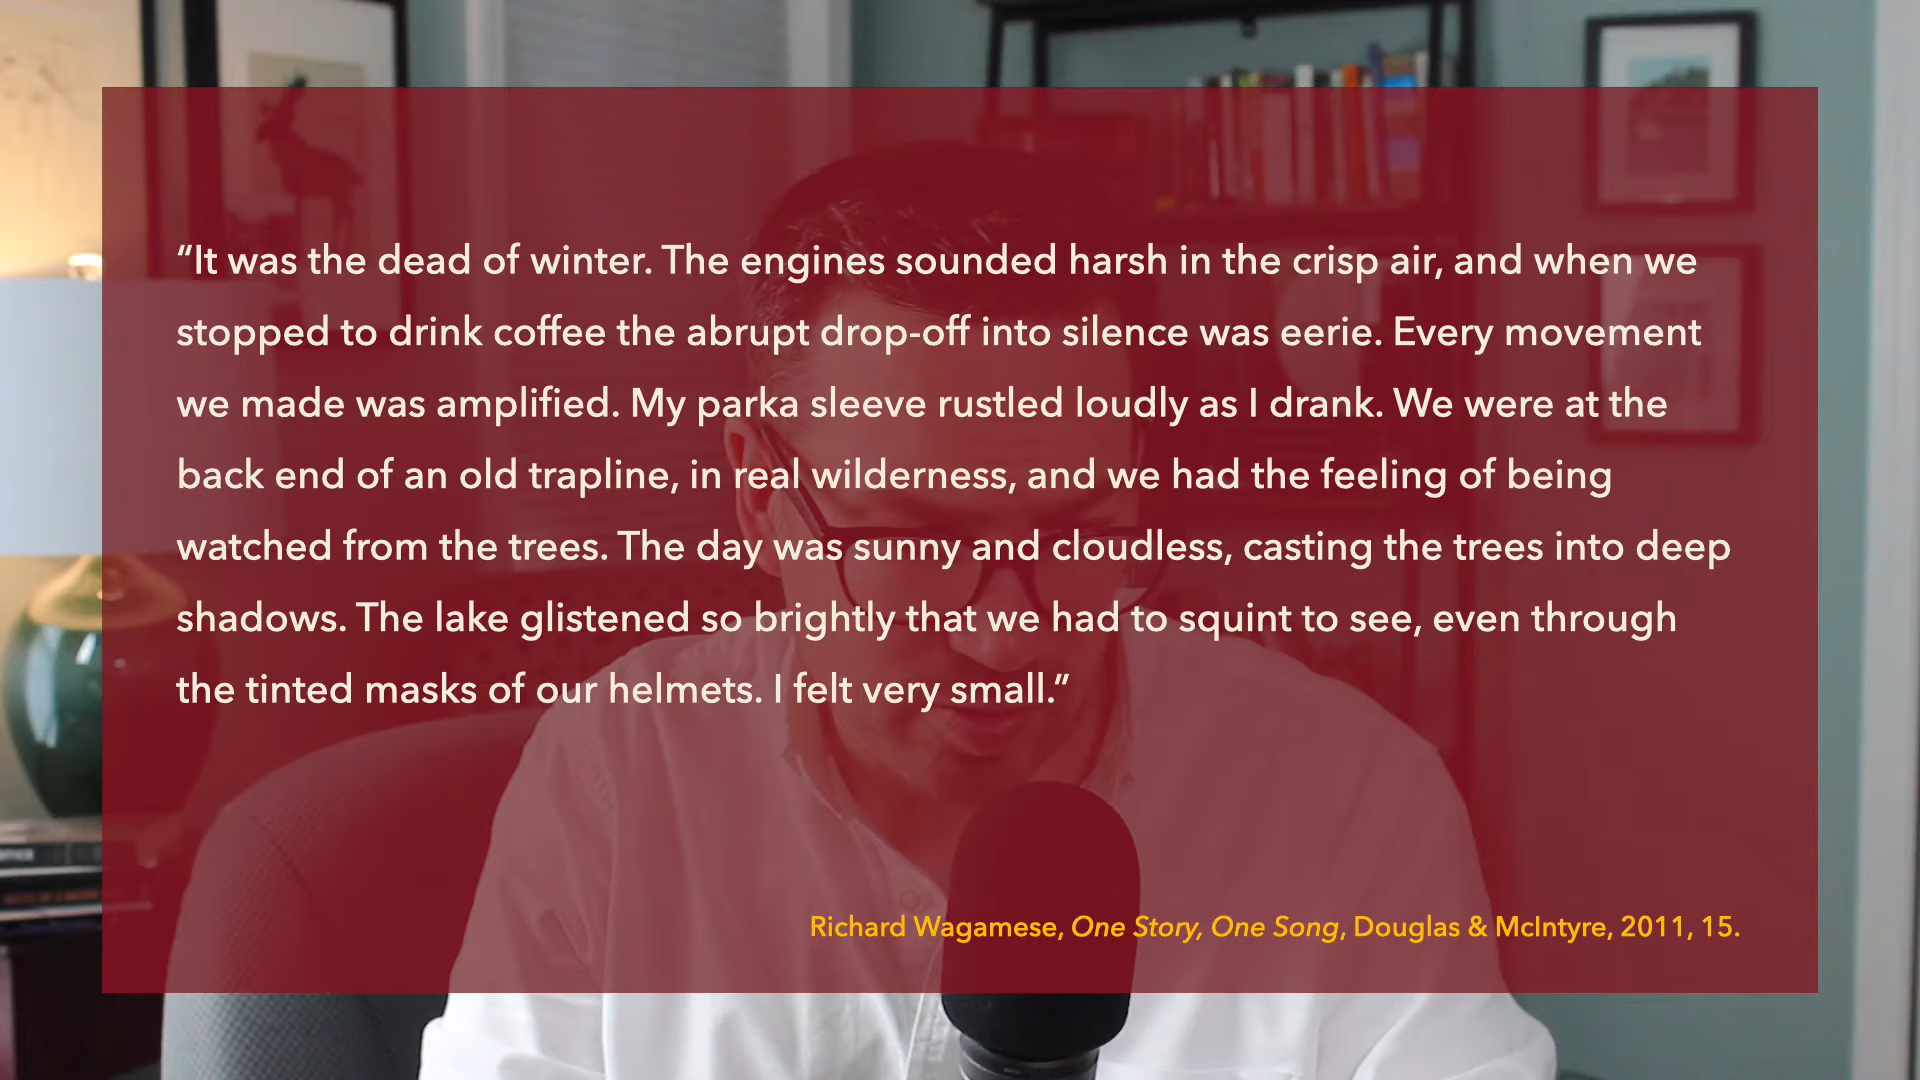 “It was the dead of winter. The engines sounded harsh in the crisp air, and when we
stopped to drink coffee the abrupt drop-off into silence was eerie. Every movement
we made was amplified. My parka sleeve rustled loudly as I drank. We were at the
back end of an old trapline, in real wilderness, and we had the feeling of being
watched from the trees. The day was sunny and cloudless, casting the trees into deep
shadows. The lake glistened so brightly that we had to squint to see, even through
the tinted masks of our helmets. I felt very small.”
Richard Wagamese, One Story, One Song, Douglas & McIntyre, 2011, 15.